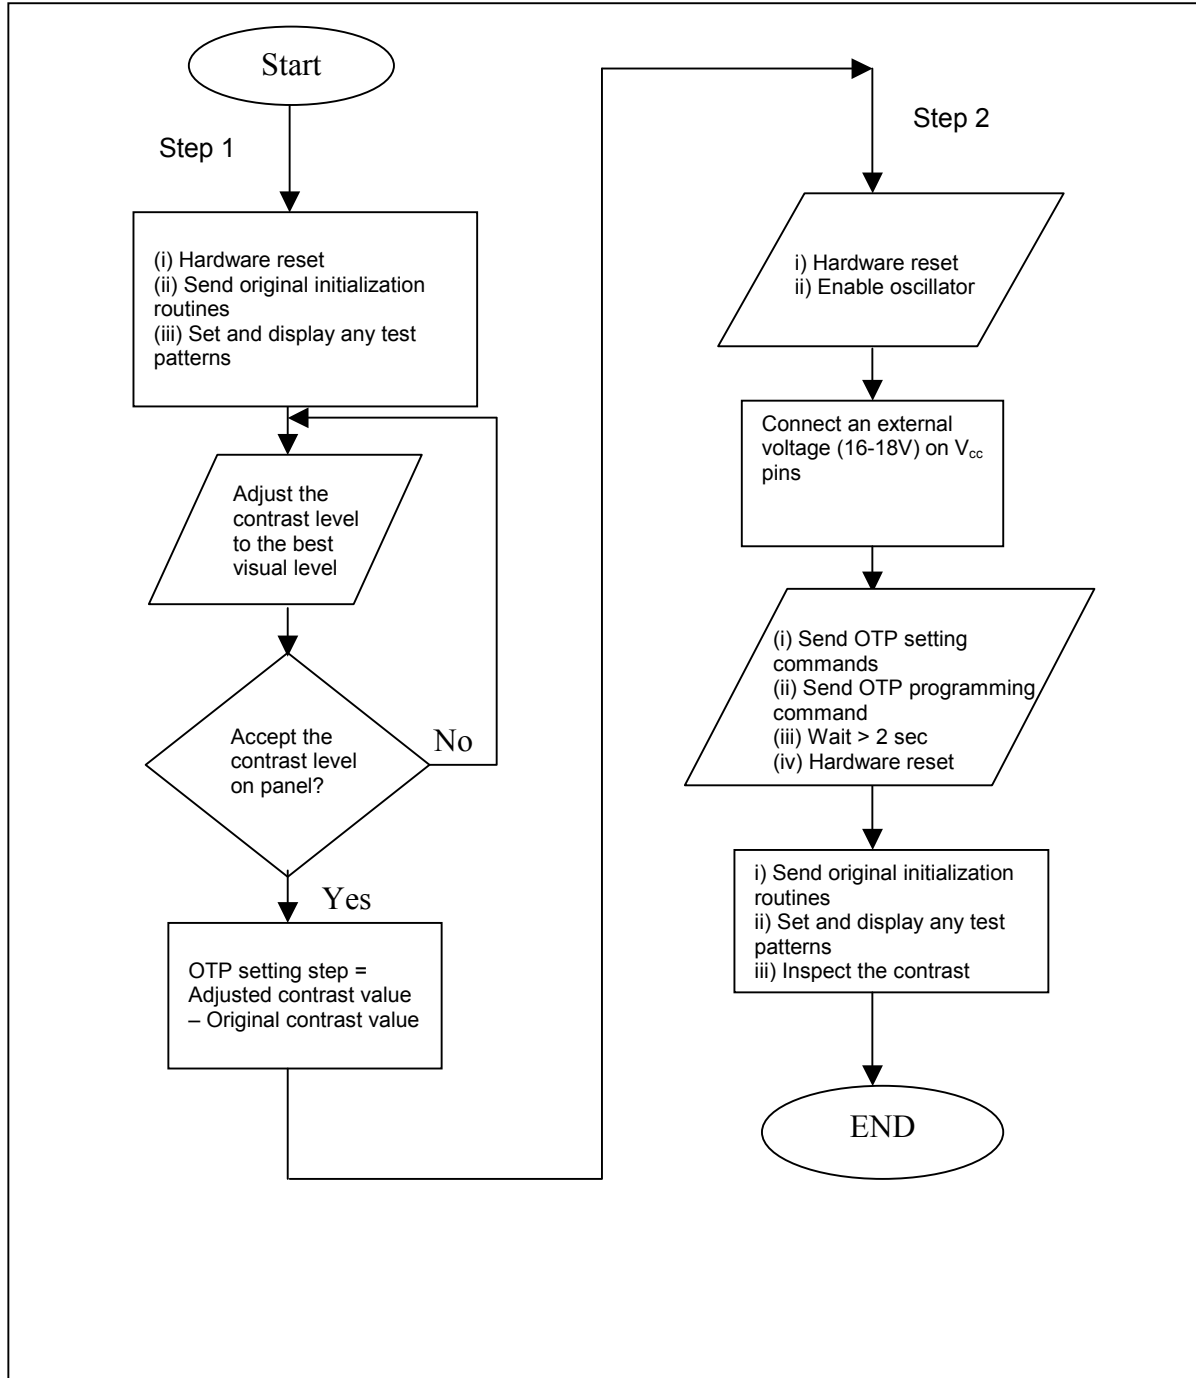 Start
Step 1
(i) Hardware reset
(ii) Send original initialization
routines
(iii) Set and display any test
patterns
Adjust the
contrast level
to the best
visual level
Accept the
contrast level
on panel?
No
Yes
OTP setting step =
Adjusted contrast value
– Original contrast value
Step 2
i) Hardware reset
ii) Enable oscillator
Connect an external
voltage (16-18V) on Vcc
pins
(i) Send OTP setting
commands
(ii) Send OTP programming
command
(iii) Wait > 2 sec
(iv) Hardware reset
i) Send original initialization
routines
ii) Set and display any test
patterns
iii) Inspect the contrast
END